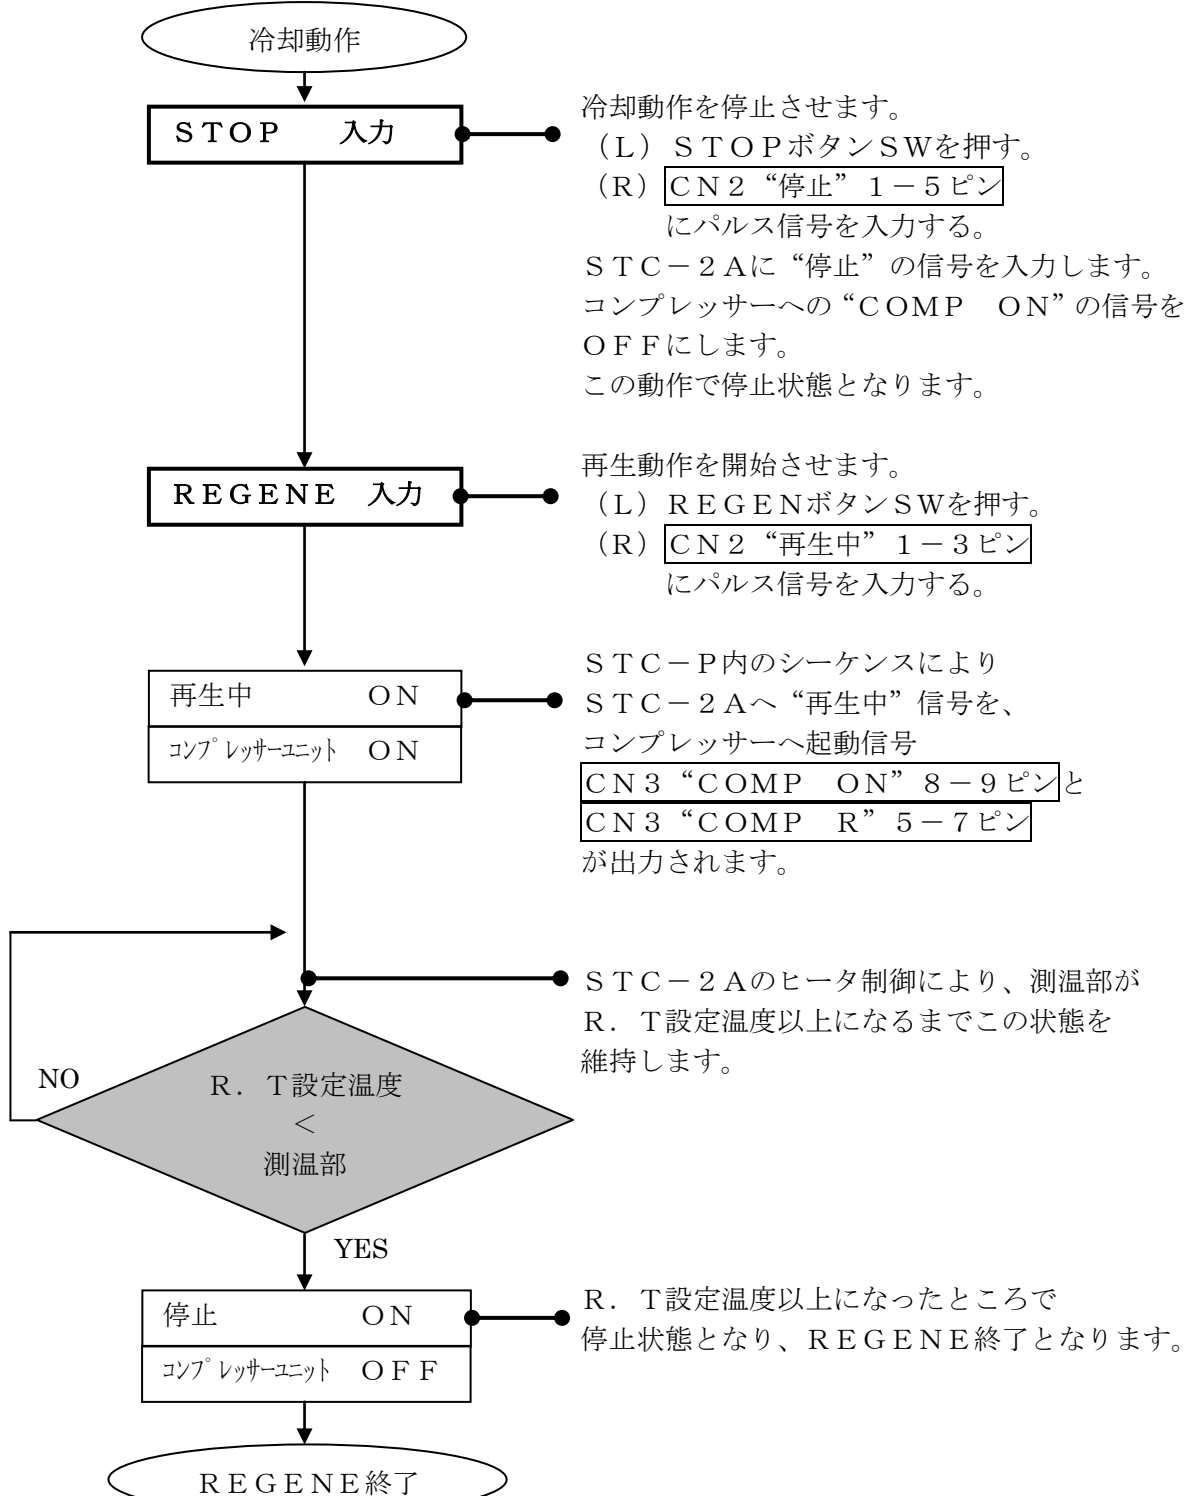 冷却動作
STOP 入力
冷却動作を停止させます。
(L)STOPボタンSWを押す。
(R)CN2“停止”1-5ピン
にパルス信号を入力する。
STC-2Aに“停止”の信号を入力します。
コンプレッサーへの“COMP ON”の信号を
OFFにします。
この動作で停止状態となります。
REGENE 入力
再生動作を開始させます。
(L)REGENボタンSWを押す。
(R)CN2“再生中”1-3ピン
にパルス信号を入力する。
再生中 ON
コンプレッサーユニット ON
STC-P内のシーケンスにより
STC-2Aへ“再生中”信号を、
コンプレッサーへ起動信号
CN3“COMP ON”8-9ピンと
CN3“COMP R”5-7ピン
が出力されます。
STC-2Aのヒータ制御により、測温部が
R.T設定温度以上になるまでこの状態を
維持します。
NO
R.T設定温度
<
測温部
YES
停止 ON
コンプレッサーユニット OFF
R.T設定温度以上になったところで
停止状態となり、REGENE終了となります。
REGENE終了